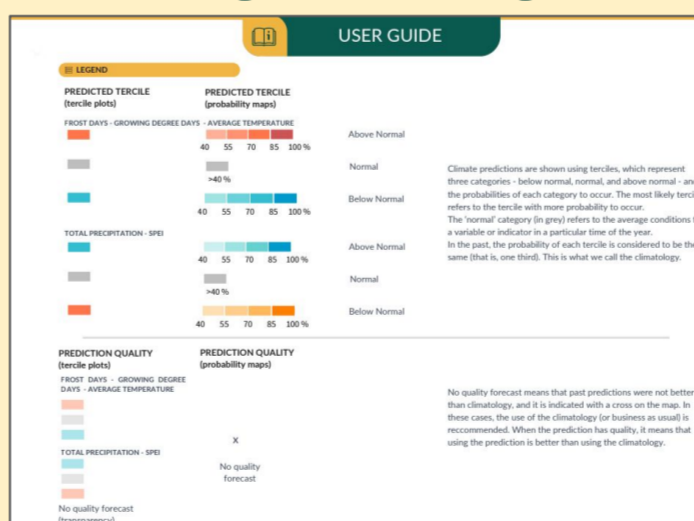 USER GUIDE
LEGEND
PREDICTED TERCILE
(tercile plots)
PREDICTED TERCILE
(probability maps)
FROST DAYS - GROWING DEGREE DAYS - AVERAGE TEMPERATURE
40 55 70 85 100 %
Above Normal
>40 %
Normal
40 55 70 85 100 %
Below Normal
TOTAL PRECIPITATION - SPEI
40 55 70 85 100 %
Above Normal
>40 %
Normal
40 55 70 85 100 %
Below Normal
Climate predictions are shown using terciles, which represent
three categories - below normal, normal, and above normal - and
the probabilities of each category to occur. The most likely
refers to the tercile with more probability to occur.
The 'normal' category (in grey) refers to the average conditions
a variable or indicator in a particular time of the year.
In the past, the probability of each tercile is considered to be the
same (that is, one third). This is what we call the climatology.
PREDICTION QUALITY
(tercile plots)
PREDICTION QUALITY
(probability maps)
FROST DAYS - GROWING DEGREE
DAYS - AVERAGE TEMPERATURE
TOTAL PRECIPITATION - SPEI
No quality forecast
(transparency)
X
No quality
forecast
No quality forecast means that past predictions were not better
than climatology, and it is indicated with a cross on the map. In
these cases, the use of the climatology (or business as usual) is
reccommended. When the prediction has quality, it means that
using the prediction is better than using the climatology.